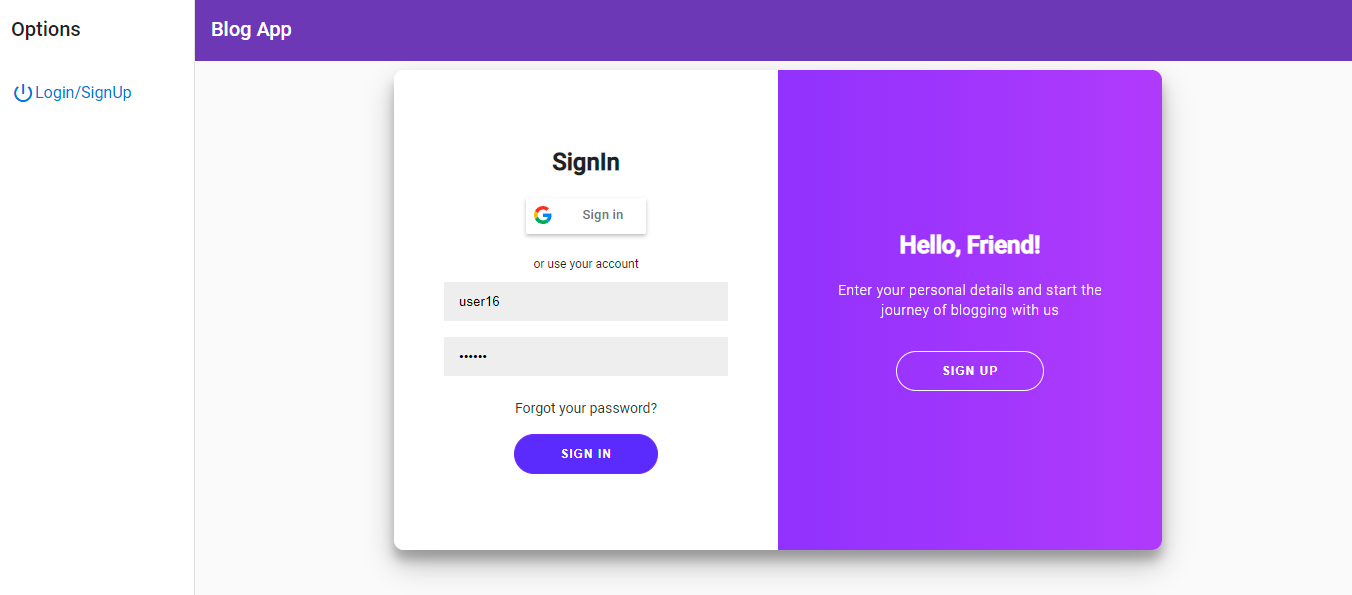 Options
Login/SignUp
Blog App
SignIn
Sign in
or use your account
user16
••••••
Forgot your password?
SIGN IN
Hello, Friend!
Enter your personal details and start the
journey of blogging with us
SIGN UP